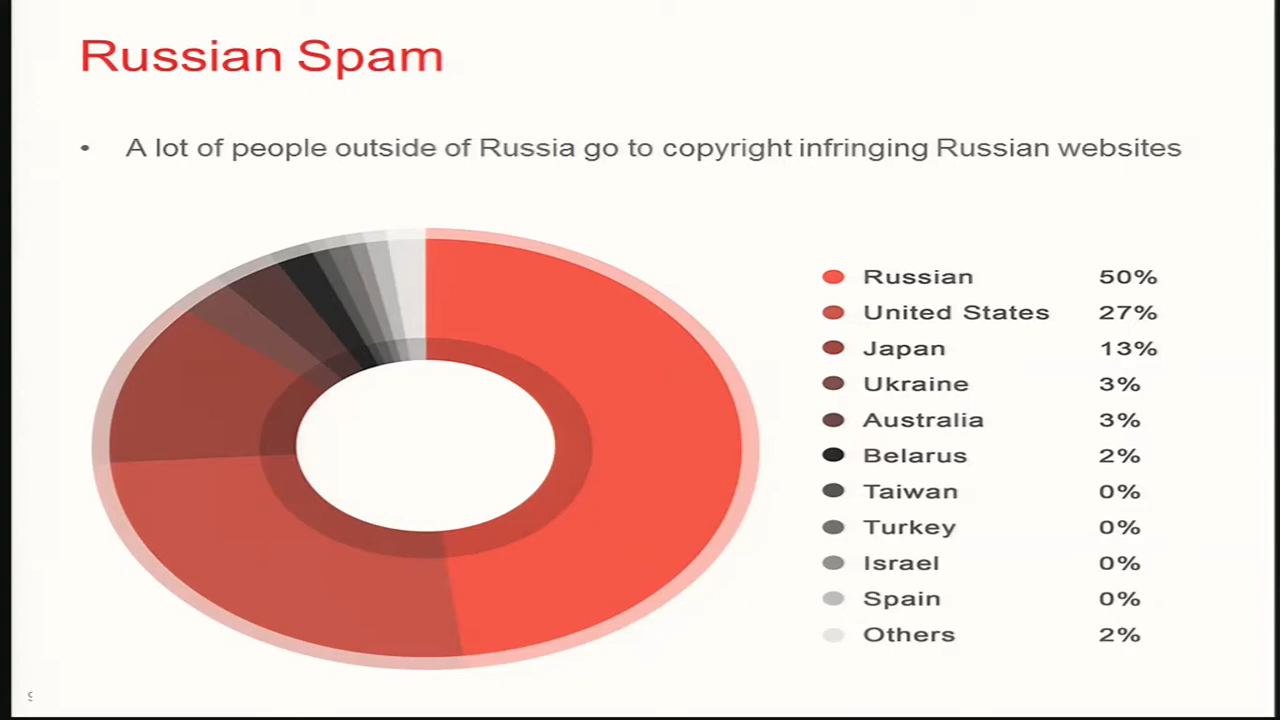 Russian Spam
• A lot of people outside of Russia go to copyright infringing Russian websites
Russian 50%
United States 27%
Japan 13%
Ukraine 3%
Australia 3%
Belarus 2%
Taiwan 0%
Turkey 0%
Israel 0%
Spain 0%
Others 2%